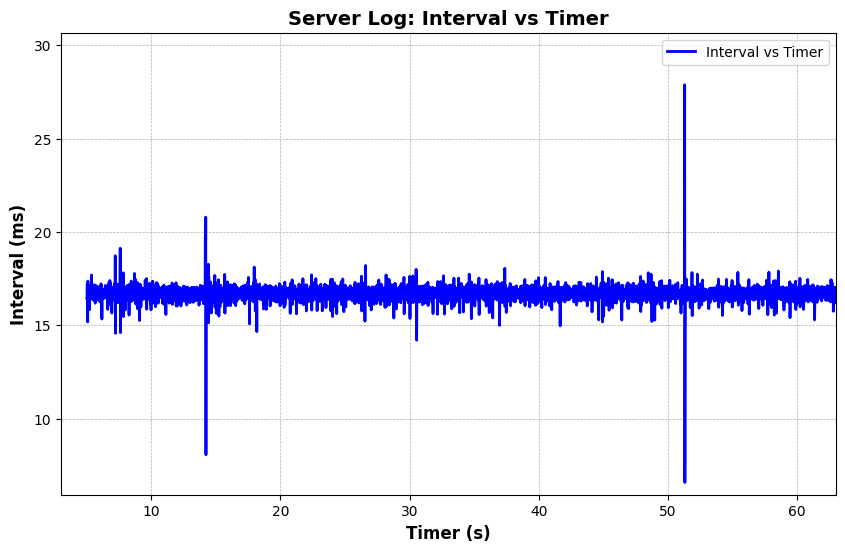 Server Log: Interval vs Timer
Interval vs Timer
30
25
20
15
10
Interval (ms)
10 20 30 40 50 60
Timer (s)